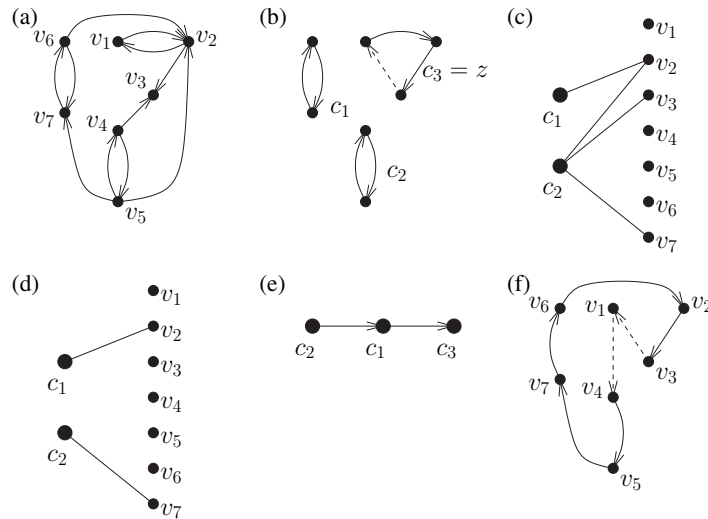 (a)
v₆
v₁
v₂
v₃
v₇
v₄
v₅
(b)
c₃ = z
c₁
c₂
(c)
v₁
v₂
c₁
v₃
v₄
c₂
v₅
v₆
v₇
(d)
v₁
v₂
c₁
v₃
v₄
c₂
v₅
v₆
v₇
(e)
c₂
c₁
c₃
(f)
v₆
v₁
v₂
v₃
v₇
v₄
v₅